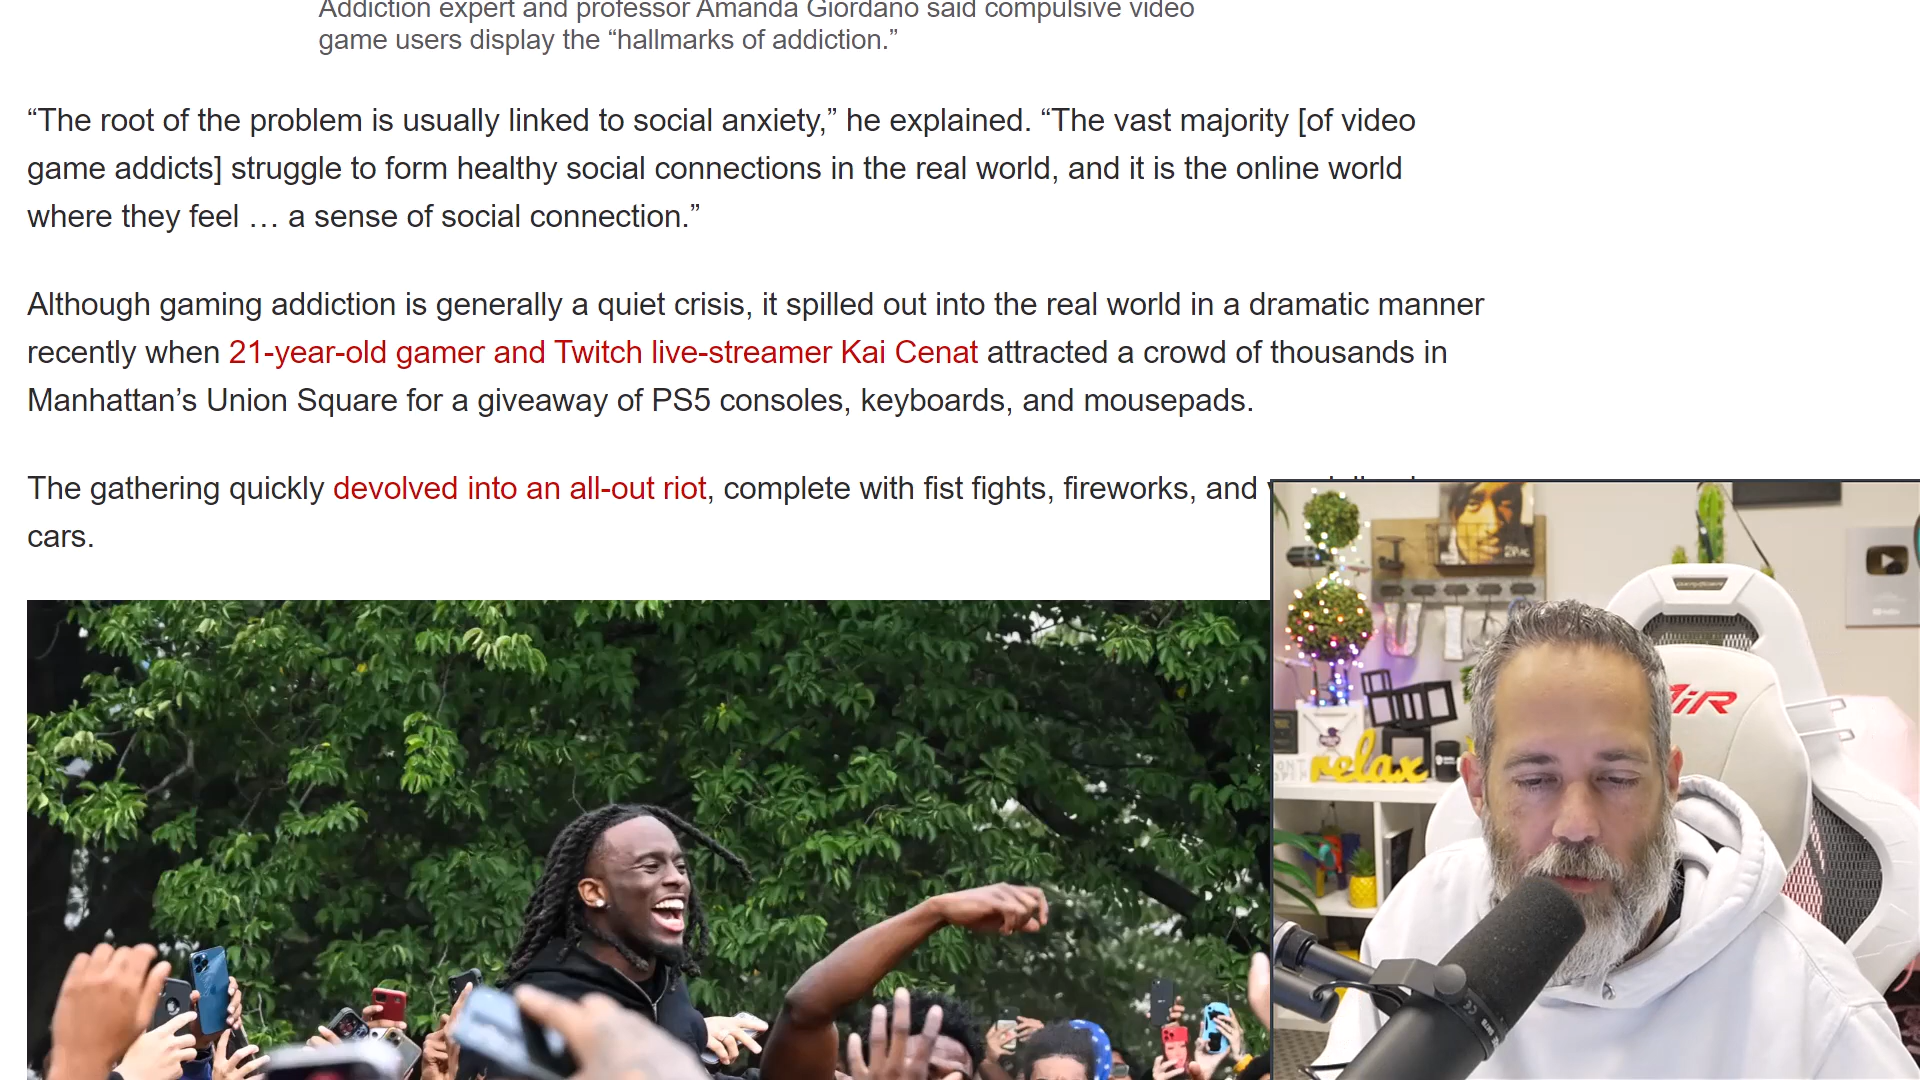 Addiction expert and professor Amanda Giordano said compulsive video
game users display the “hallmarks of addiction.”
“The root of the problem is usually linked to social anxiety,” he explained. “The vast majority [of video
game addicts] struggle to form healthy social connections in the real world, and it is the online world
where they feel … a sense of social connection.”
Although gaming addiction is generally a quiet crisis, it spilled out into the real world in a dramatic manner
recently when 21-year-old gamer and Twitch live-streamer Kai Cenat attracted a crowd of thousands in
Manhattan’s Union Square for a giveaway of PS5 consoles, keyboards, and mousepads.
The gathering quickly devolved into an all-out riot, complete with fist fights, fireworks, and
cars.
2PAC
AiR
relax